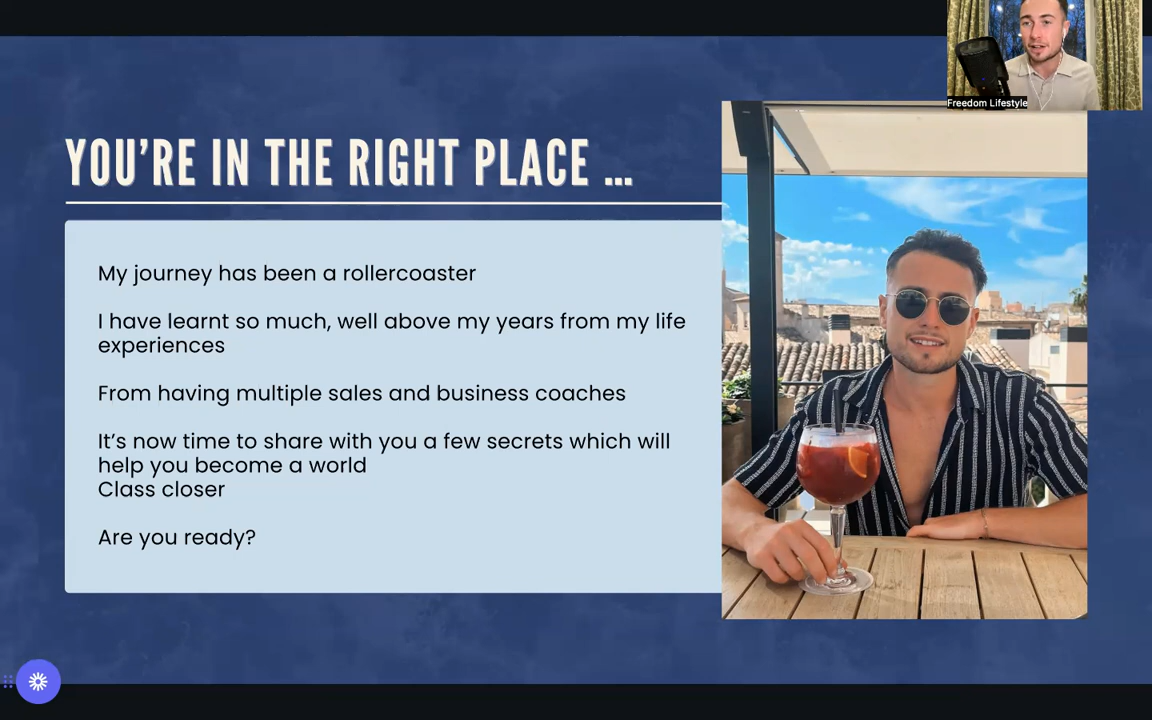 Freedom Lifestyle
YOU'RE IN THE RIGHT PLACE ...
My journey has been a rollercoaster
I have learnt so much, well above my years from my life
experiences
From having multiple sales and business coaches
It's now time to share with you a few secrets which will
help you become a world
Class closer
Are you ready?